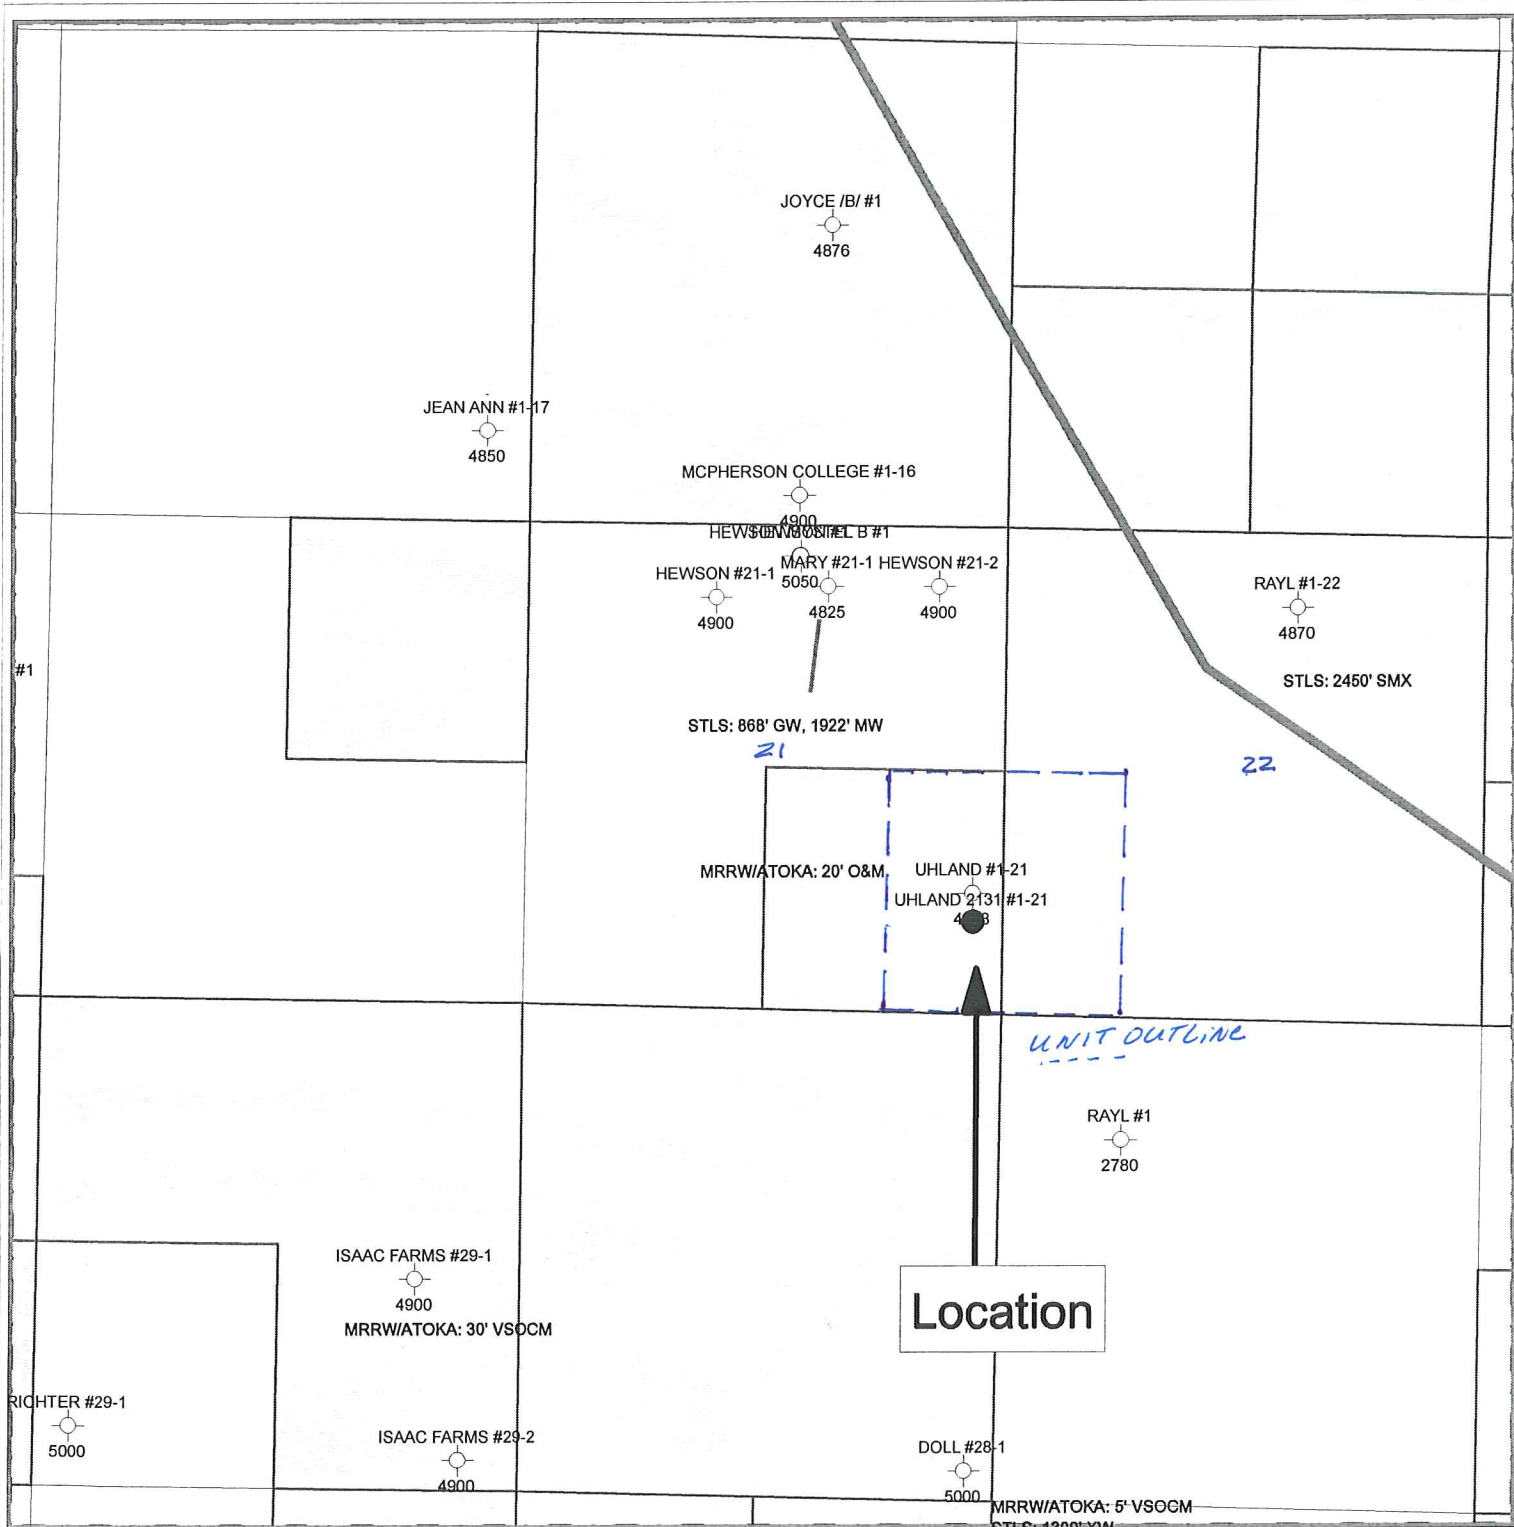 JOYCE /B/ #1
4876
JEAN ANN #1-17
4850
MCPHERSON COLLEGE #1-16
4900
HEWSON #21-1
4900
5050
MARY #21-1
4825
HEWSON #21-2
4900
RAYL #1-22
4870
STLS: 2450' SMX
#1
STLS: 868' GW, 1922' MW
21
22
MRRW/ATOKA: 20' O&M
UHLAND #1-21
UHLAND 2131 #1-21
UNIT OUTLINE
RAYL #1
2780
ISAAC FARMS #29-1
4900
MRRW/ATOKA: 30' VSOCM
Location
RICHTER #29-1
5000
ISAAC FARMS #29-2
4900
DOLL #28-1
5000
MRRW/ATOKA: 5' VSOCM